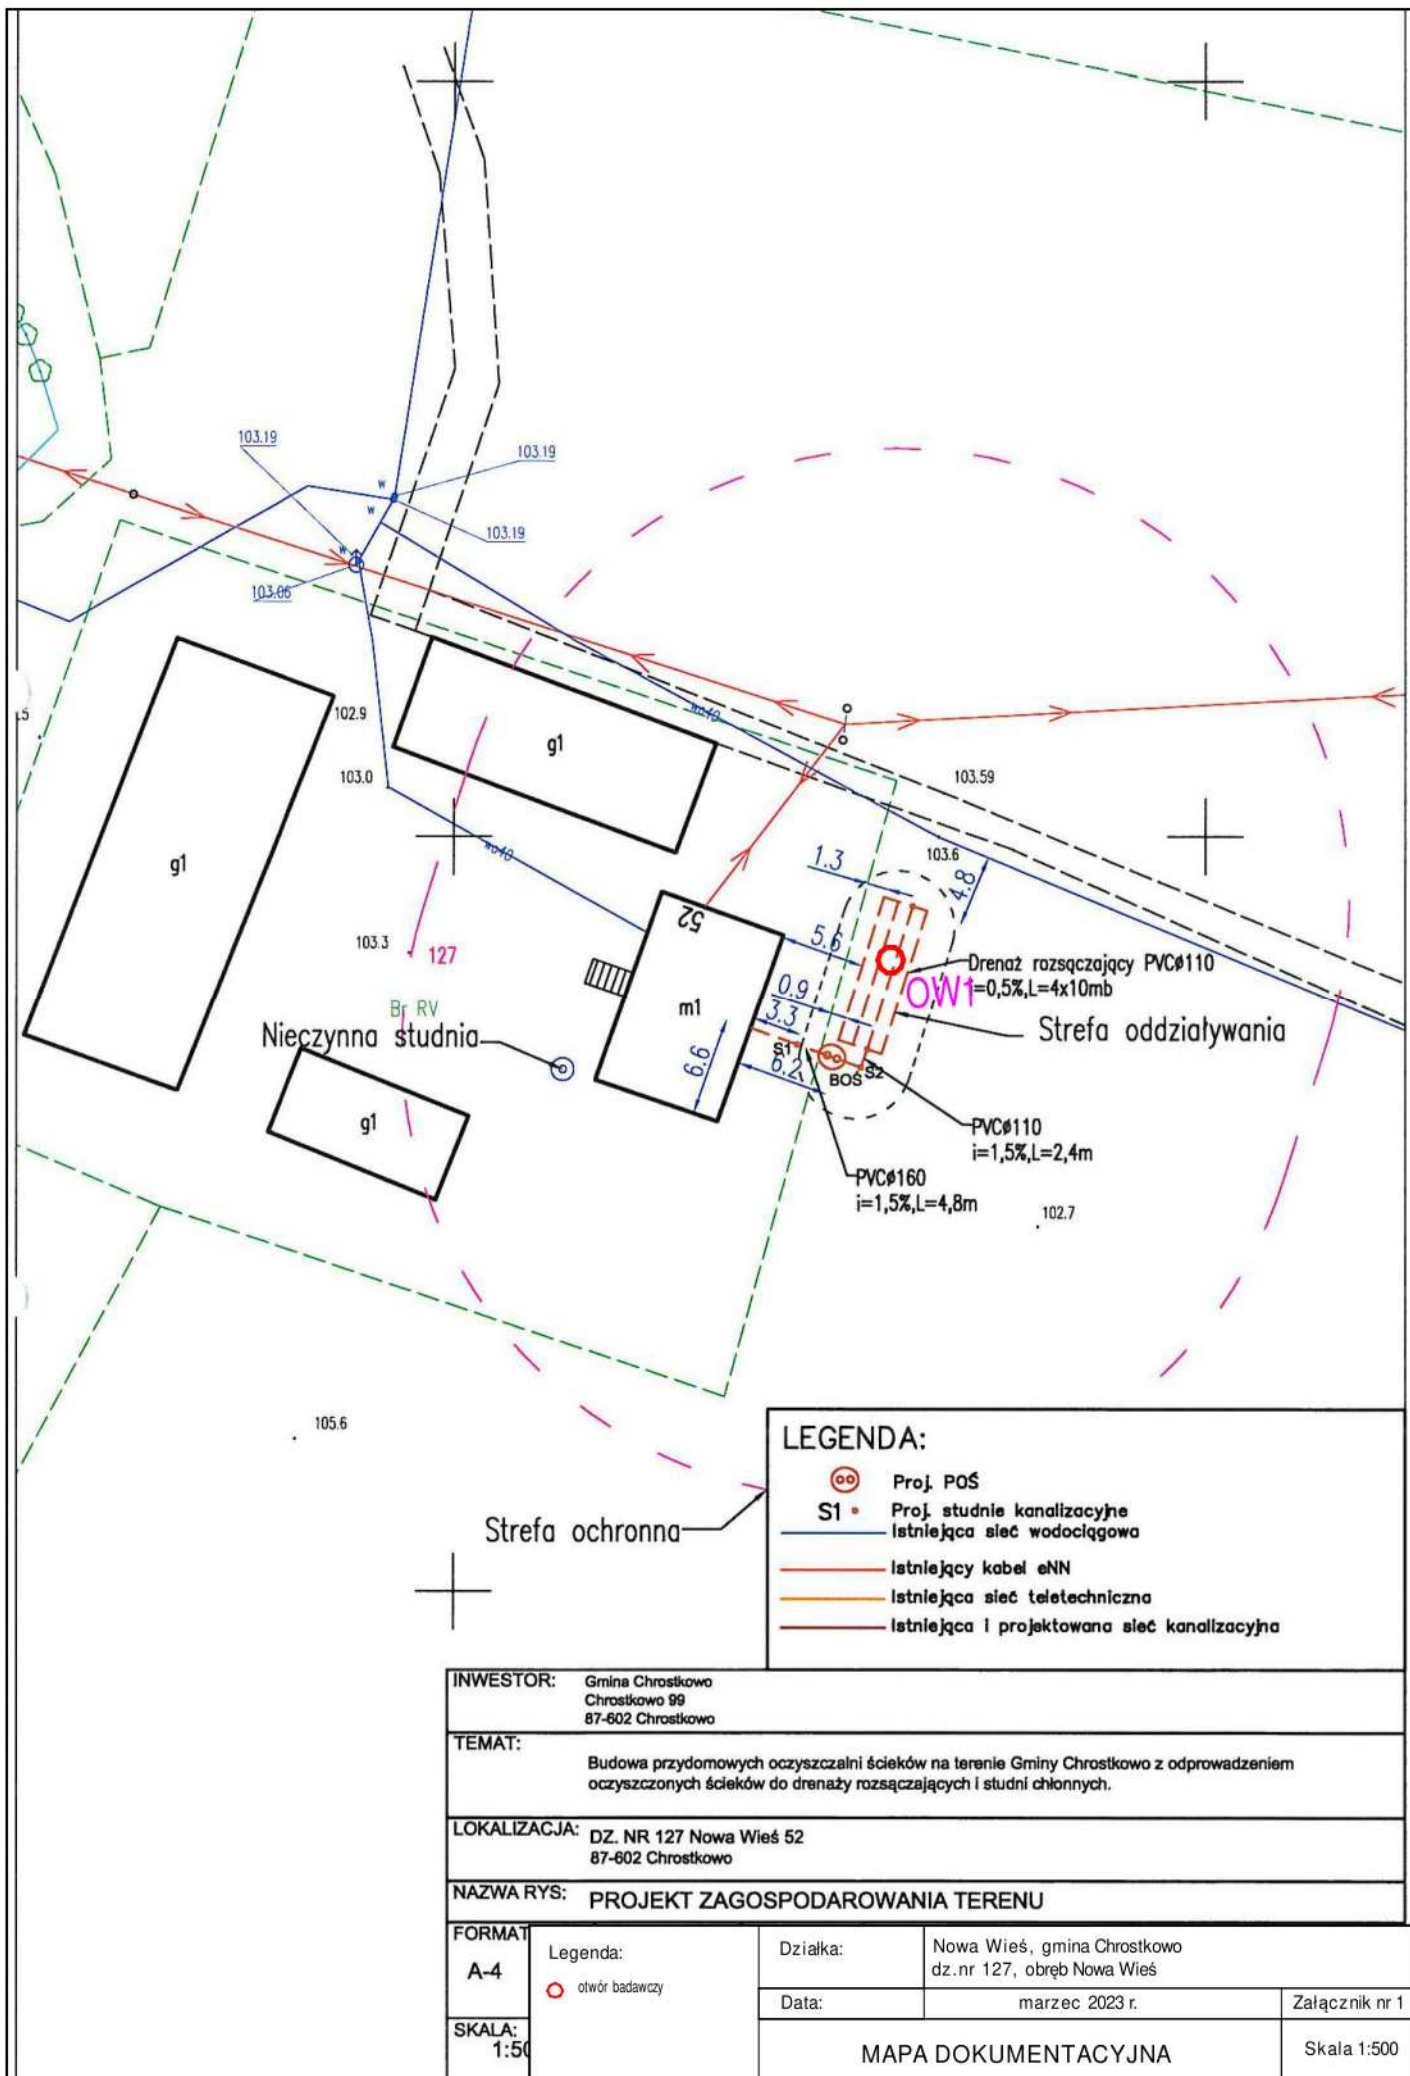 103.19
103.19
w
w
103.19
w
103.06
.5
102.9
wo40
g1
103.0
103.59
g1
wo40
1.3
103.6
4.8
52
103.3
127
5.6
Drenaż rozsączający PVCø110
i=0,5%,L=4x10mb
OW1
0.9
Br RV
m1
3.3
Strefa oddziaływania
Nieczynna studnia
S1
6.6
6.2
BOŚ
S2
g1
PVCø110
i=1,5%,L=2,4m
PVCø160
i=1,5%,L=4,8m
102.7
105.6
LEGENDA:
Proj. POŚ
S1
Proj. studnie kanalizacyjne
Istniejąca sieć wodociągowa
Strefa ochronna
Istniejący kabel eNN
Istniejąca sieć teletechniczna
Istniejąca i projektowana sieć kanalizacyjna
INWESTOR:
Gmina Chrostkowo
Chrostkowo 99
87-602 Chrostkowo
TEMAT:
Budowa przydomowych oczyszczalni ścieków na terenie Gminy Chrostkowo z odprowadzeniem
oczyszczonych ścieków do drenaży rozsączających i studni chłonnych.
LOKALIZACJA:
DZ. NR 127 Nowa Wieś 52
87-602 Chrostkowo
NAZWA RYS:
PROJEKT ZAGOSPODAROWANIA TERENU
FORMAT
A-4
SKALA:
1:50
Legenda:
otwór badawczy
Działka:
Nowa Wieś, gmina Chrostkowo
dz.nr 127, obręb Nowa Wieś
Data:
marzec 2023 r.
Załącznik nr 1
MAPA DOKUMENTACYJNA
Skala 1:500